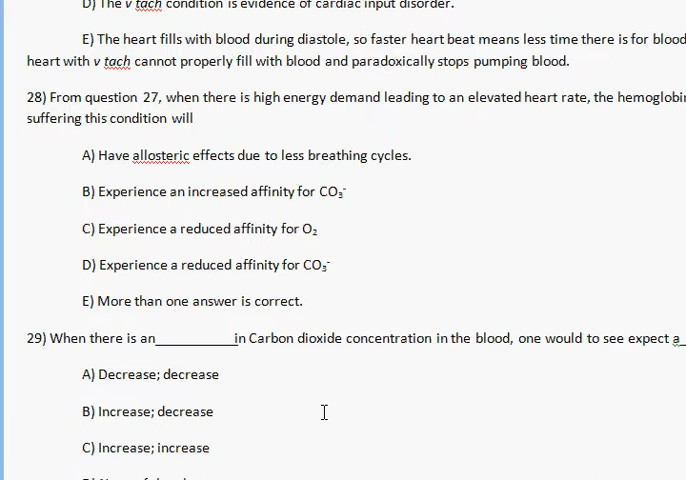 D) The v tach condition is evidence of cardiac input disorder.
E) The heart fills with blood during diastole, so faster heart beat means less time there is for blood
heart with v tach cannot properly fill with blood and paradoxically stops pumping blood.
28) From question 27, when there is high energy demand leading to an elevated heart rate, the
suffering this condition will
A) Have allosteric effects due to less breathing cycles.
B) Experience an increased affinity for CO₃⁻
C) Experience a reduced affinity for O₂
D) Experience a reduced affinity for CO₃⁻
E) More than one answer is correct.
29) When there is an___________in Carbon dioxide concentration in the blood, one would to see expect a_
A) Decrease; decrease
B) Increase; decrease
C) Increase; increase